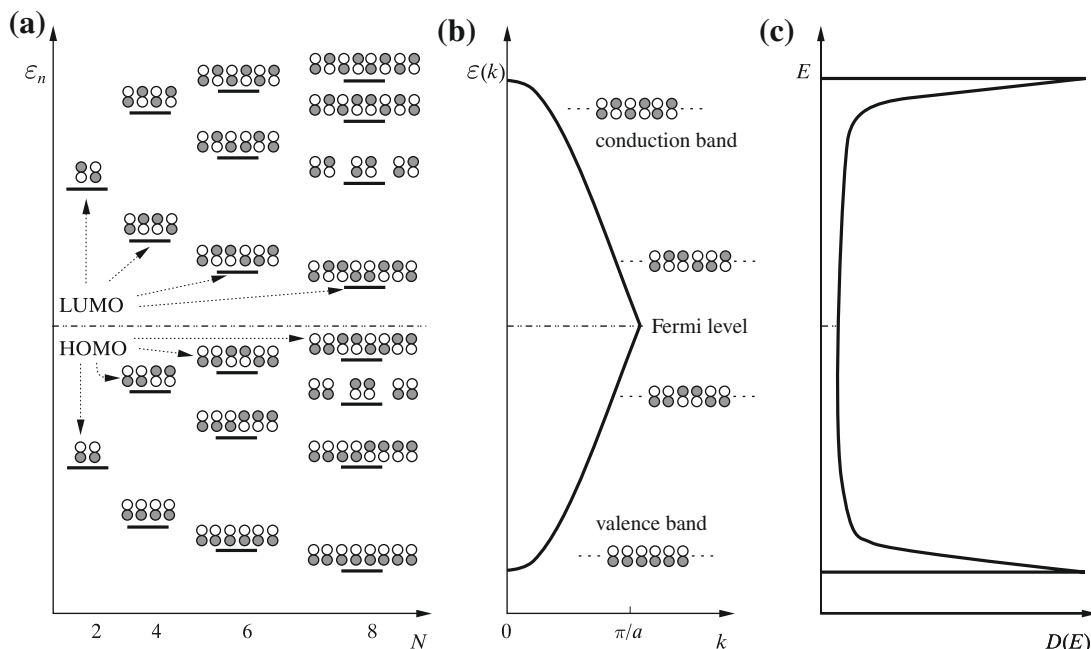 (a)
εn
LUMO
HOMO
2
4
6
8
N
(b)
ε(k)
conduction band
Fermi level
valence band
0
π/a
k
(c)
E
D(E)